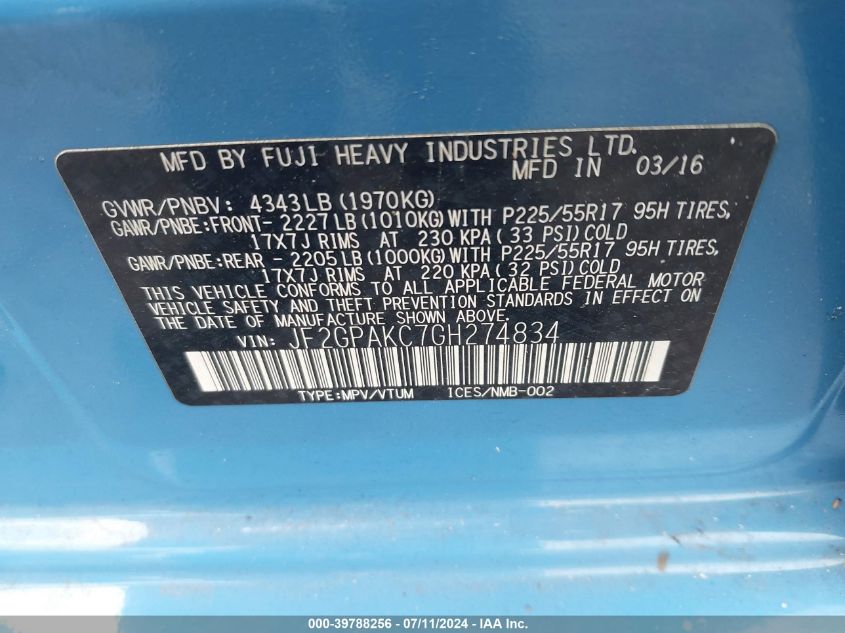 MFD BY FUJI HEAVY INDUSTRIES LTD.
MFD IN 03/16
GVWR/PNBV: 4343LB (1970KG)
GAWR/PNBE:FRONT- 2227LB (1010KG) WITH P225/55R17 95H TIRES,
17X7J RIMS AT 230 KPA (33 PSI) COLD
GAWR/PNBE:REAR - 2205LB (1000KG) WITH P225/55R17 95H TIRES,
17X7J RIMS AT 220 KPA (32 PSI) COLD
THIS VEHICLE CONFORMS TO ALL APPLICABLE FEDERAL MOTOR
VEHICLE SAFETY AND THEFT PREVENTION STANDARDS IN EFFECT ON
THE DATE OF MANUFACTURE SHOWN ABOVE.
VIN: JF2GPAKC7GH274834
TYPE:MPV/VTUM ICES/NMB-002
000-39788256 - 07/11/2024 - IAA Inc.